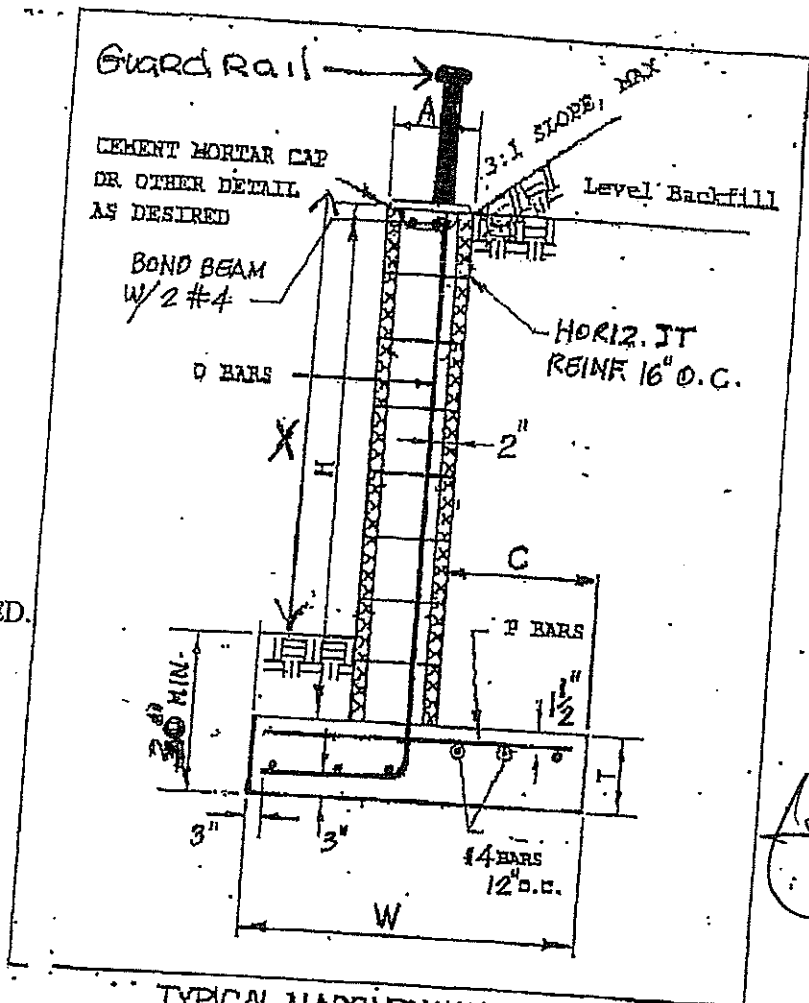 Guard Rail
A
3:1 SLOPE, MAX
CEMENT MORTAR CAP
OR OTHER DETAIL
AS DESIRED
Level Backfill
BOND BEAM
W/2 #4
HORIZ. JT
REINF. 16" O.C.
O BARS
X
H
2"
C
ED.
P BARS
1½"
MIN
T
3"
3"
#4 BARS
12" O.C.
W
TYPICAL